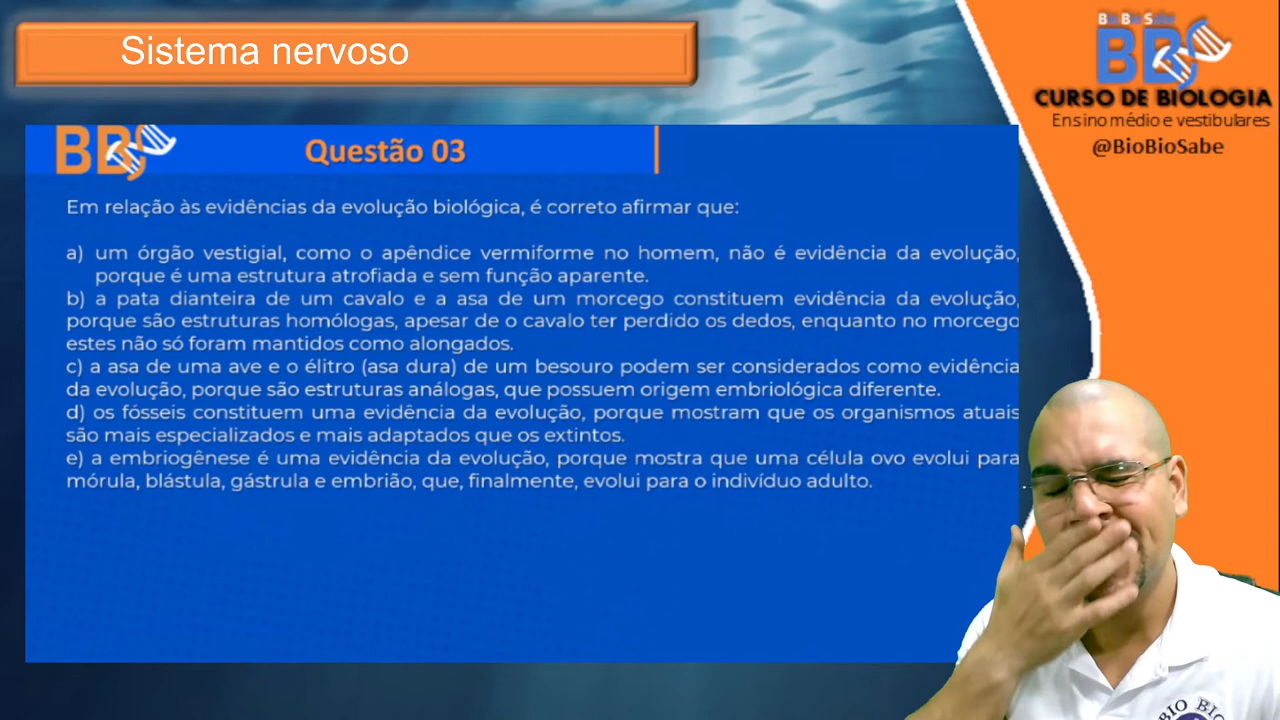 Sistema nervoso
Bio Bio Sabe
BBS
CURSO DE BIOLOGIA
Ensino médio e vestibulares
@BioBioSabe
BBS
Questão 03
Em relação às evidências da evolução biológica, é correto afirmar que:
a) um órgão vestigial, como o apêndice vermiforme no homem, não é evidência da evolução,
porque é uma estrutura atrofiada e sem função aparente.
b) a pata dianteira de um cavalo e a asa de um morcego constituem evidência da evolução,
porque são estruturas homólogas, apesar de o cavalo ter perdido os dedos, enquanto no morcego
estes não só foram mantidos como alongados.
c) a asa de uma ave e o élitro (asa dura) de um besouro podem ser considerados como evidência
da evolução, porque são estruturas análogas, que possuem origem embriológica diferente.
d) os fósseis constituem uma evidência da evolução, porque mostram que os organismos atuais
são mais especializados e mais adaptados que os extintos.
e) a embriogênese é uma evidência da evolução, porque mostra que uma célula ovo evolui para
mórula, blástula, gástrula e embrião, que, finalmente, evolui para o indivíduo adulto.
BIO BIO